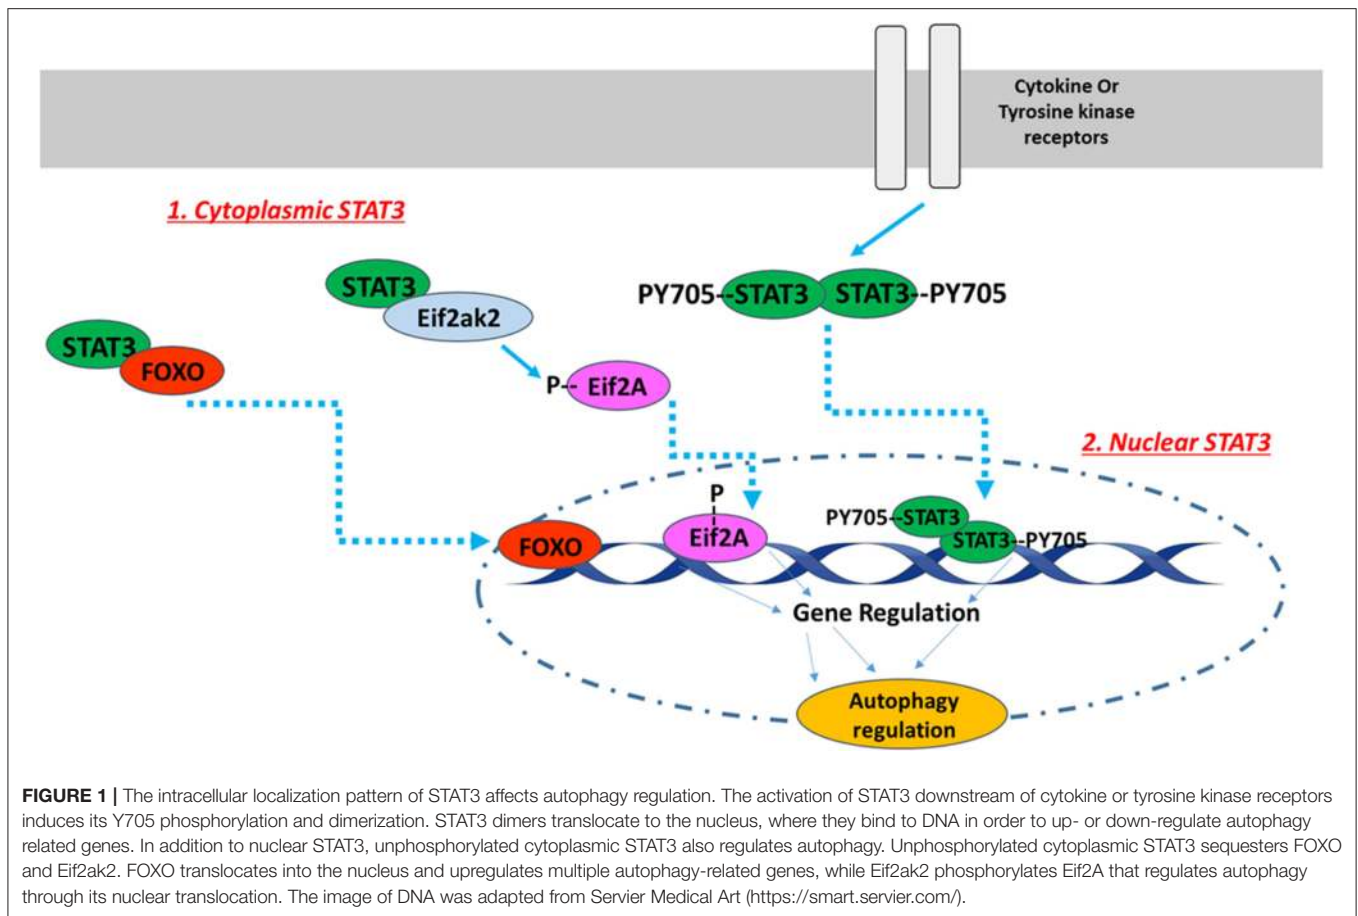 Cytokine Or
Tyrosine kinase
receptors
1. Cytoplasmic STAT3
STAT3
Eif2ak2
PY705--STAT3 STAT3--PY705
STAT3
FOXO
P-- Eif2A
2. Nuclear STAT3
P
PY705--STAT3
FOXO
Eif2A
STAT3--PY705
Gene Regulation
Autophagy
regulation
FIGURE 1 | The intracellular localization pattern of STAT3 affects autophagy regulation. The activation of STAT3 downstream of cytokine or tyrosine kinase receptors
induces its Y705 phosphorylation and dimerization. STAT3 dimers translocate to the nucleus, where they bind to DNA in order to up- or down-regulate autophagy
related genes. In addition to nuclear STAT3, unphosphorylated cytoplasmic STAT3 also regulates autophagy. Unphosphorylated cytoplasmic STAT3 sequesters FOXO
and Eif2ak2. FOXO translocates into the nucleus and upregulates multiple autophagy-related genes, while Eif2ak2 phosphorylates Eif2A that regulates autophagy
through its nuclear translocation. The image of DNA was adapted from Servier Medical Art (https://smart.servier.com/).